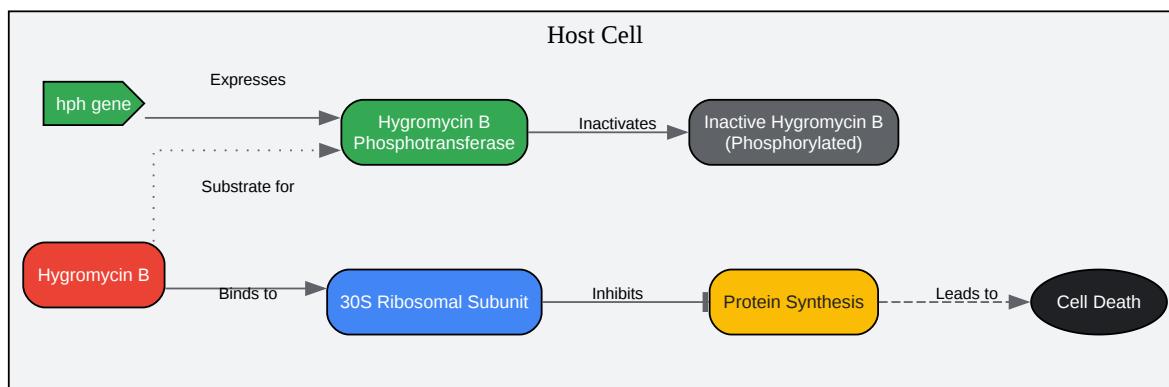 Host Cell
Expresses
hph gene
Hygromycin B
Phosphotransferase
Inactivates
Inactive Hygromycin B
(Phosphorylated)
Substrate for
Hygromycin B
Binds to
30S Ribosomal Subunit
Inhibits
Protein Synthesis
Leads to
Cell Death